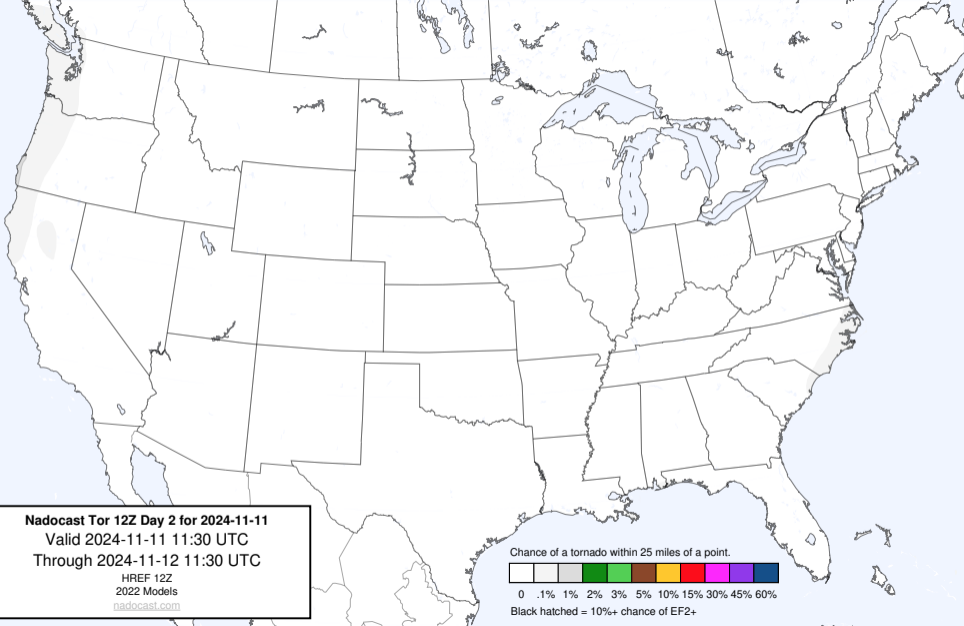 Nadocast Tor 12Z Day 2 for 2024-11-11
Valid 2024-11-11 11:30 UTC
Through 2024-11-12 11:30 UTC
HREF 12Z
2022 Models
nadocast.com
Chance of a tornado within 25 miles of a point.
0 .1% 1% 2% 3% 5% 10% 15% 30% 45% 60%
Black hatched = 10%+ chance of EF2+